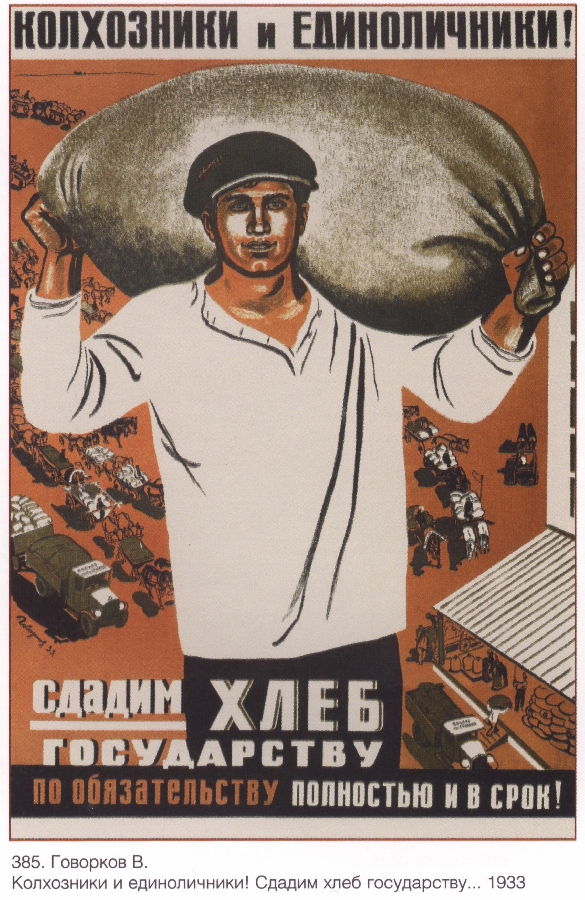 КОЛХОЗНИКИ и ЕДИНОЛИЧНИКИ!
СДАДИМ ХЛЕБ
ГОСУДАРСТВУ
ПО ОБЯЗАТЕЛЬСТВУ ПОЛНОСТЬЮ И В СРОК!
385. Говорков В.
Колхозники и единоличники! Сдадим хлеб государству... 1933